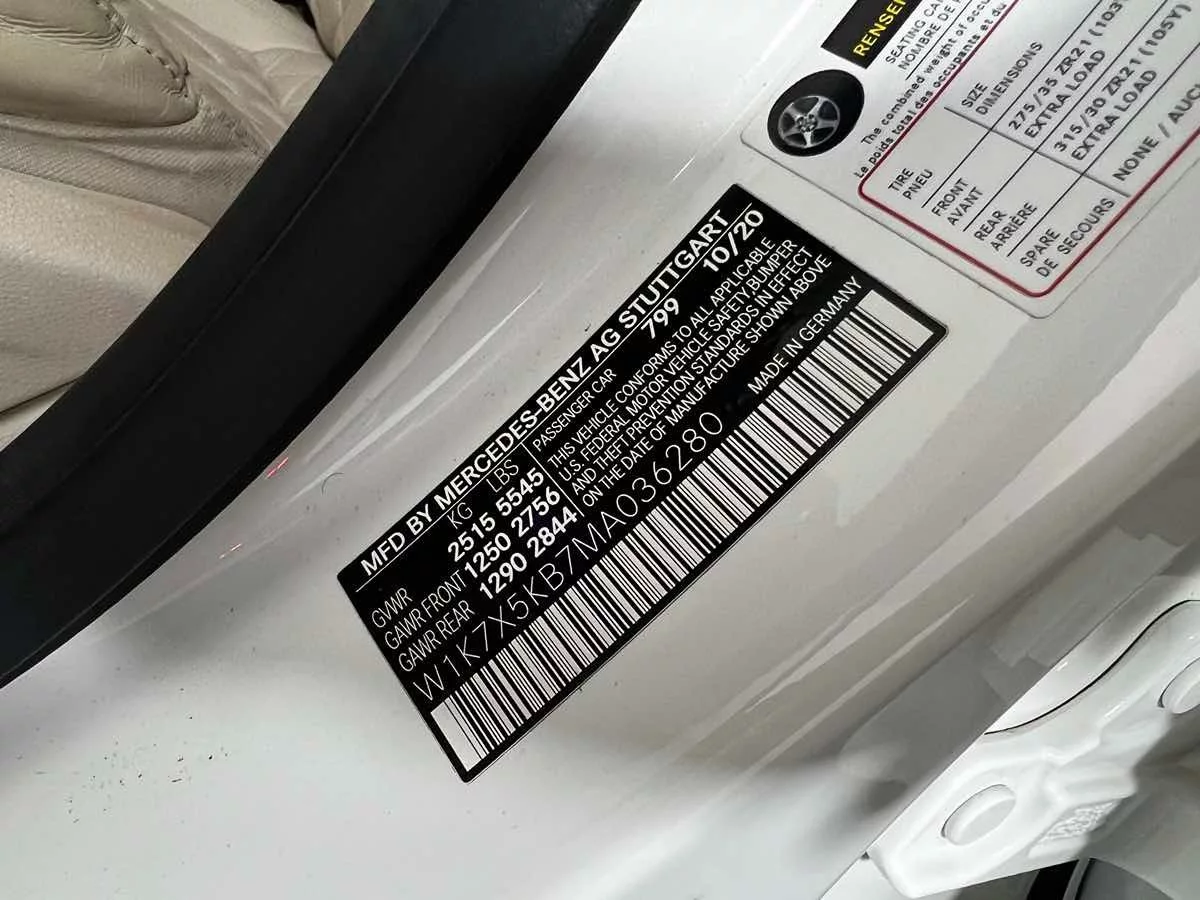 RENSEI
SEATING CA
NOMBRE DE
The combined weight of occu
Le poids total des occupants et du
TIRE
PNEU
SIZE
DIMENSIONS
FRONT
AVANT
275/35 ZR21 (103
EXTRA LOAD
REAR
ARRIÈRE
315/30 ZR21 (105Y)
EXTRA LOAD
SPARE
DE SECOURS
NONE / AUCU
MFD BY MERCEDES-BENZ AG STUTTGART
KG LBS
PASSENGER CAR 799 10/20
GVWR 2515 5545
GAWR FRONT 1250 2756
GAWR REAR 1290 2844
THIS VEHICLE CONFORMS TO ALL APPLICABLE
U.S. FEDERAL MOTOR VEHICLE SAFETY, BUMPER
AND THEFT PREVENTION STANDARDS IN EFFECT
ON THE DATE OF MANUFACTURE SHOWN ABOVE
W1K7X5KB7MA036280 MADE IN GERMANY